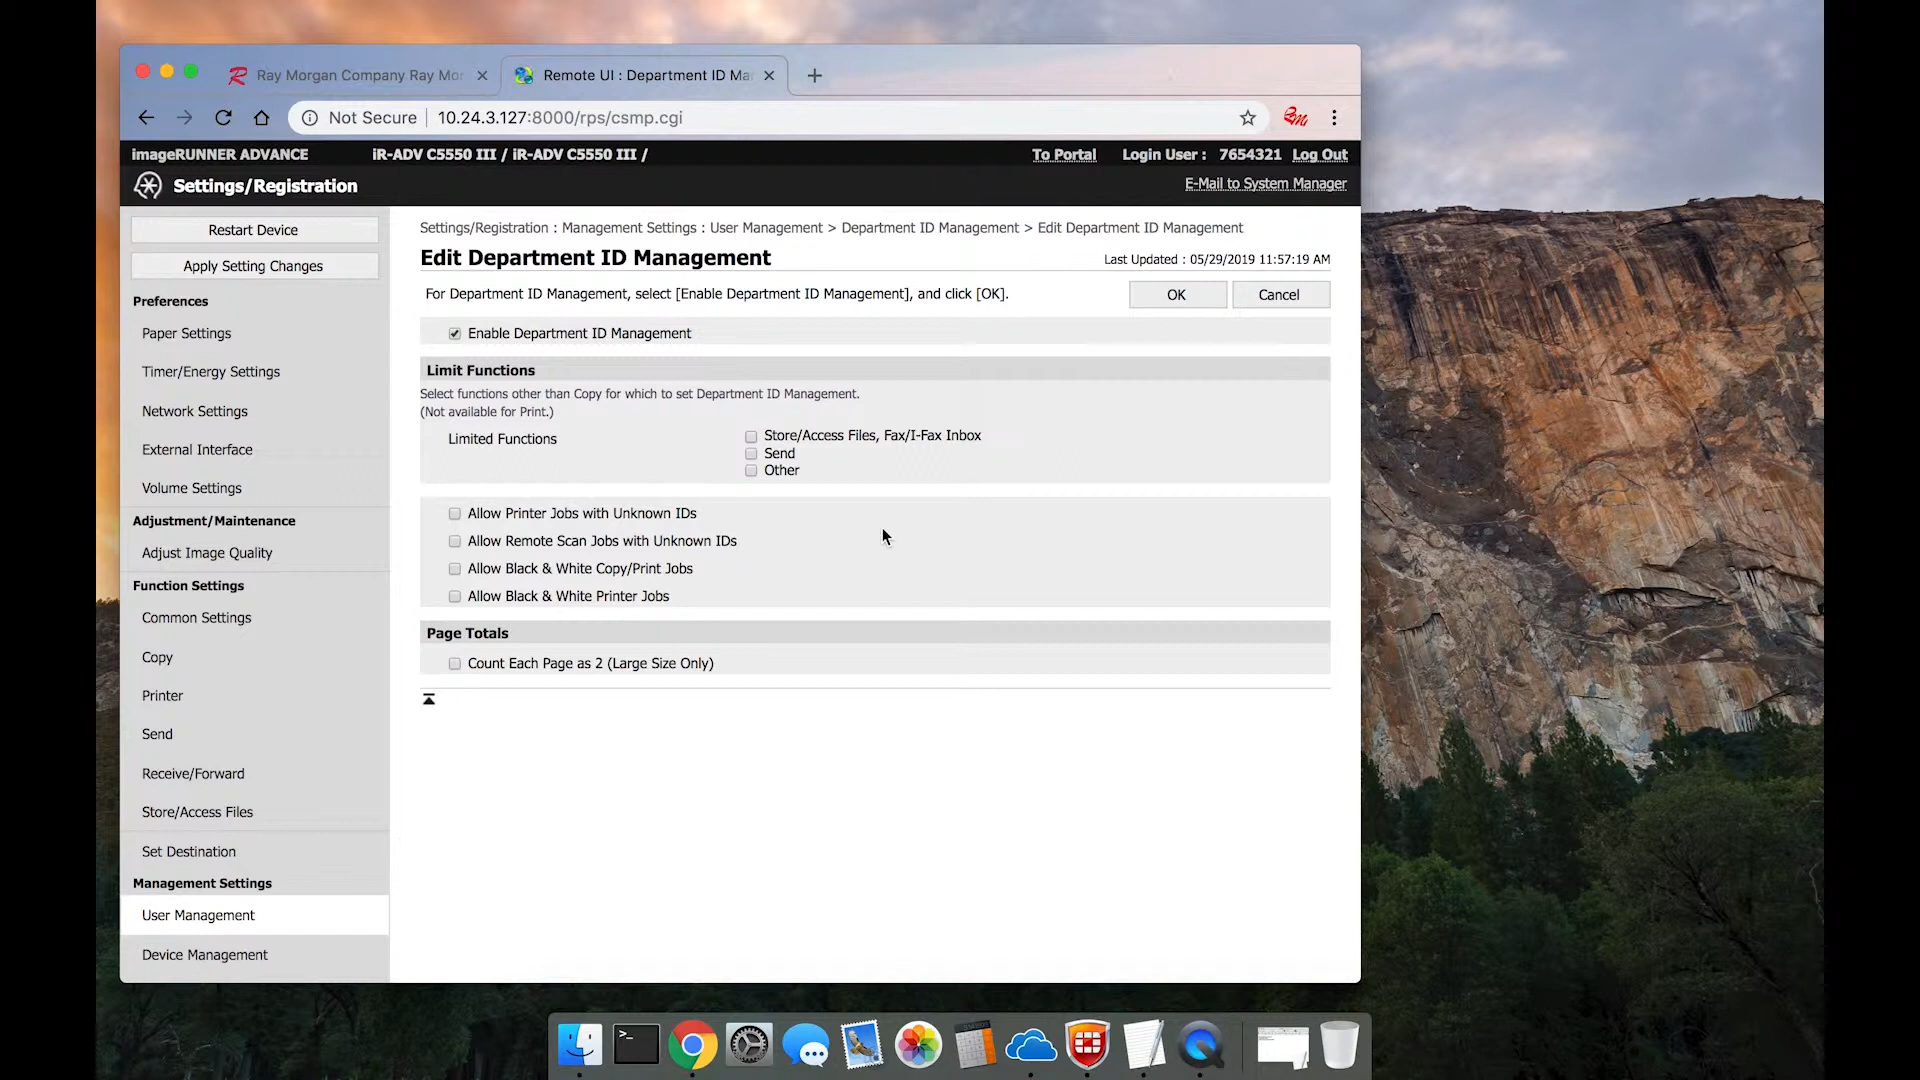 Ray Morgan Company Ray Mor
Remote UI : Department ID Ma
Not Secure
10.24.3.127:8000/rps/csmp.cgi
imageRUNNER ADVANCE
iR-ADV C5550 III / iR-ADV C5550 III /
To Portal
Login User : 7654321
Log Out
Settings/Registration
E-Mail to System Manager
Restart Device
Apply Setting Changes
Preferences
Paper Settings
Timer/Energy Settings
Network Settings
External Interface
Volume Settings
Adjustment/Maintenance
Adjust Image Quality
Function Settings
Common Settings
Copy
Printer
Send
Receive/Forward
Store/Access Files
Set Destination
Management Settings
User Management
Device Management
Settings/Registration : Management Settings : User Management > Department ID Management > Edit Department ID Management
Edit Department ID Management
Last Updated : 05/29/2019 11:57:19 AM
For Department ID Management, select [Enable Department ID Management], and click [OK].
OK
Cancel
Enable Department ID Management
Limit Functions
Select functions other than Copy for which to set Department ID Management.
(Not available for Print.)
Limited Functions
Store/Access Files, Fax/I-Fax Inbox
Send
Other
Allow Printer Jobs with Unknown IDs
Allow Remote Scan Jobs with Unknown IDs
Allow Black & White Copy/Print Jobs
Allow Black & White Printer Jobs
Page Totals
Count Each Page as 2 (Large Size Only)